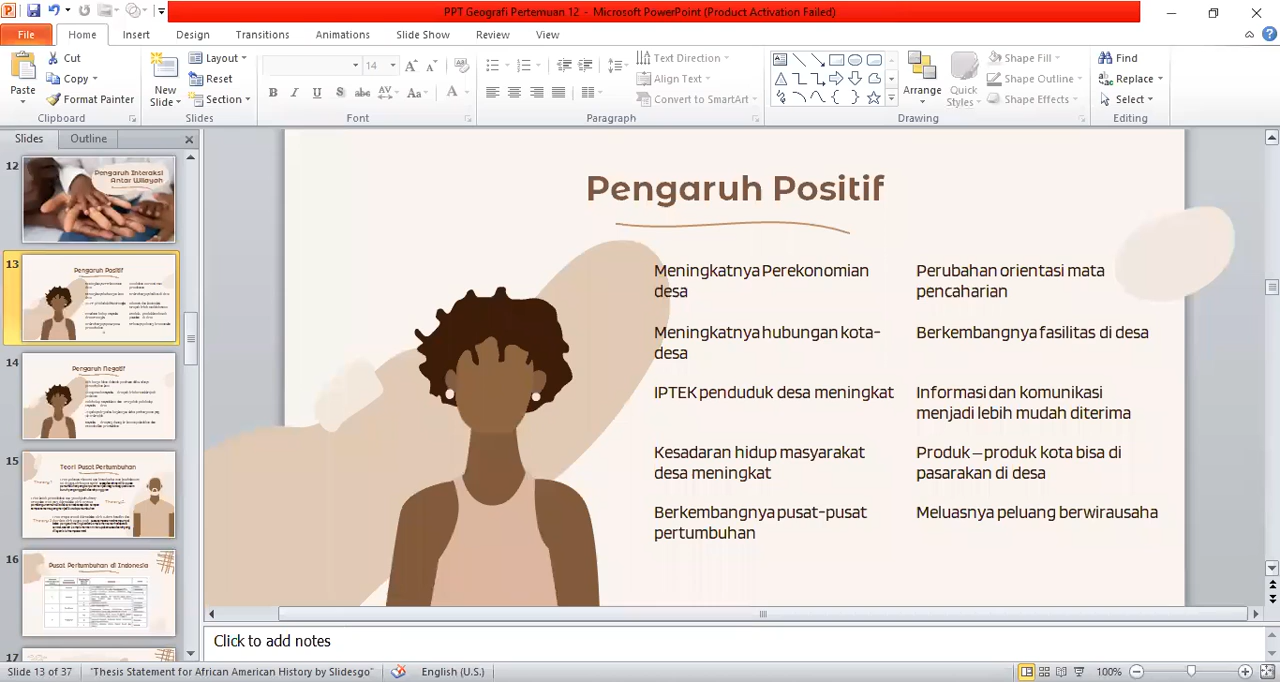 PPT Geografi Pertemuan 12 - Microsoft PowerPoint (Product Activation Failed)
File Home Insert Design Transitions Animations Slide Show Review View
Paste
Cut
Copy
Format Painter
Clipboard
New Slide
Layout
Reset
Section
Slides
14
Font
Text Direction
Align Text
Convert to SmartArt
Paragraph
Arrange
Quick Styles
Shape Fill
Shape Outline
Shape Effects
Drawing
Find
Replace
Select
Editing
Slides Outline
12
Pengaruh Interaksi
Antar Wilayah
13
Pengaruh Positif
14
Pengaruh Negatif
15
Teori Pusat Pertumbuhan
16
Pusat Pertumbuhan di Indonesia
17
Pengaruh Positif
Meningkatnya Perekonomian
desa
Meningkatnya hubungan kota-
desa
IPTEK penduduk desa meningkat
Kesadaran hidup masyarakat
desa meningkat
Berkembangnya pusat-pusat
pertumbuhan
Perubahan orientasi mata
pencaharian
Berkembangnya fasilitas di desa
Informasi dan komunikasi
menjadi lebih mudah diterima
Produk – produk kota bisa di
pasarakan di desa
Meluasnya peluang berwirausaha
Click to add notes
Slide 13 of 37 "Thesis Statement for African American History by Slidesgo" English (U.S.) 100%